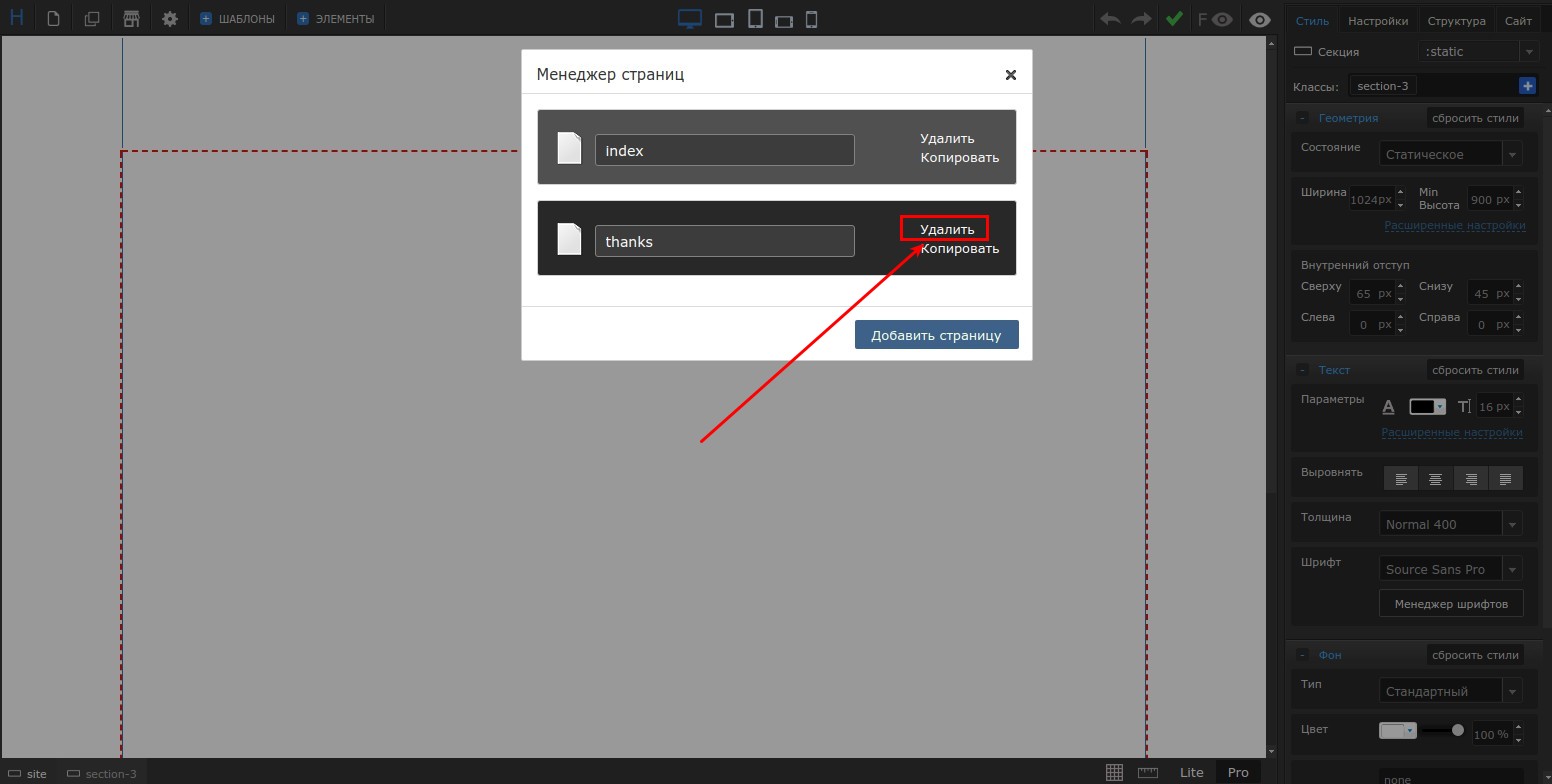 H
ШАБЛОНЫ
ЭЛЕМЕНТЫ
F
Стиль
Настройки
Структура
Сайт
Секция
:static
Классы:
section-3
Менеджер страниц
index
Удалить
Копировать
thanks
Удалить
Копировать
Добавить страницу
Геометрия
сбросить стили
Состояние
Статическое
Ширина
1024px
Min
Высота
900 px
Расширенные настройки
Внутренний отступ
Сверху
65 px
Снизу
45 px
Слева
0 px
Справа
0 px
Текст
сбросить стили
Параметры
A
T
16 px
Расширенные настройки
Выровнять
Толщина
Normal 400
Шрифт
Source Sans Pro
Менеджер шрифтов
Фон
сбросить стили
Тип
Стандартный
Цвет
100 %
none
site
section-3
Lite
Pro